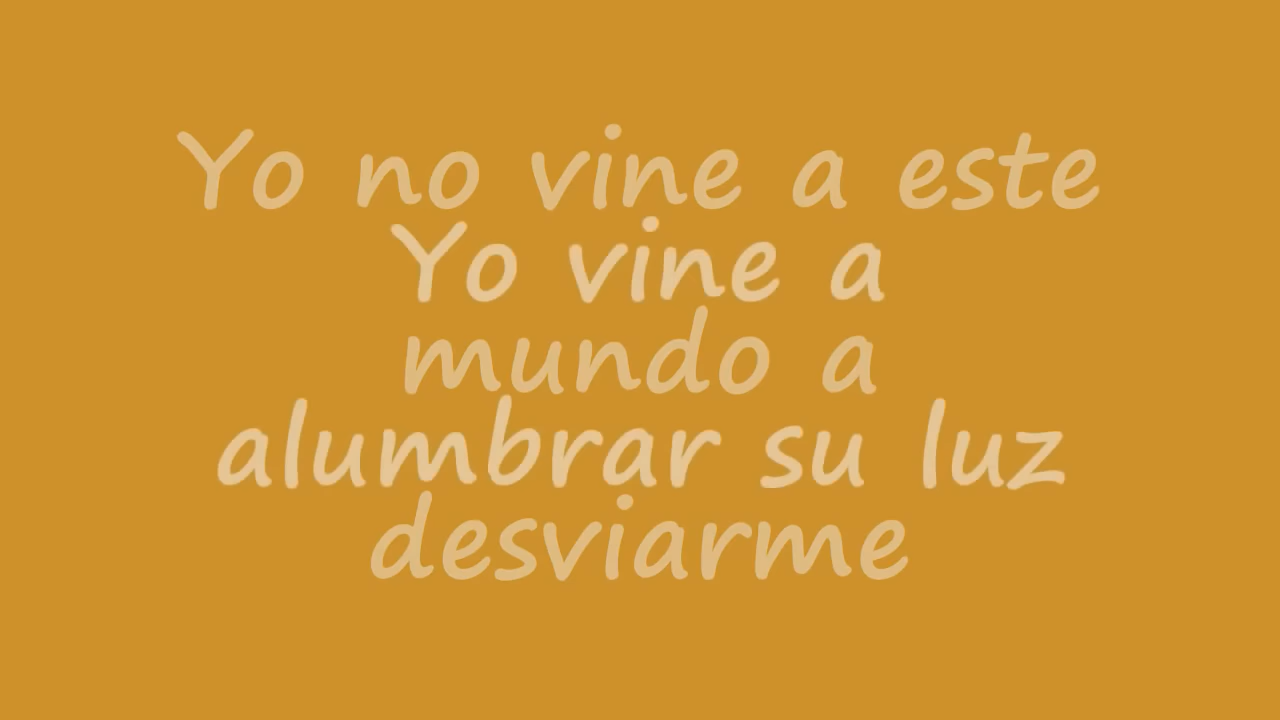 Yo no vine a este
Yo vine a
mundo a
alumbrar su luz
desviarme